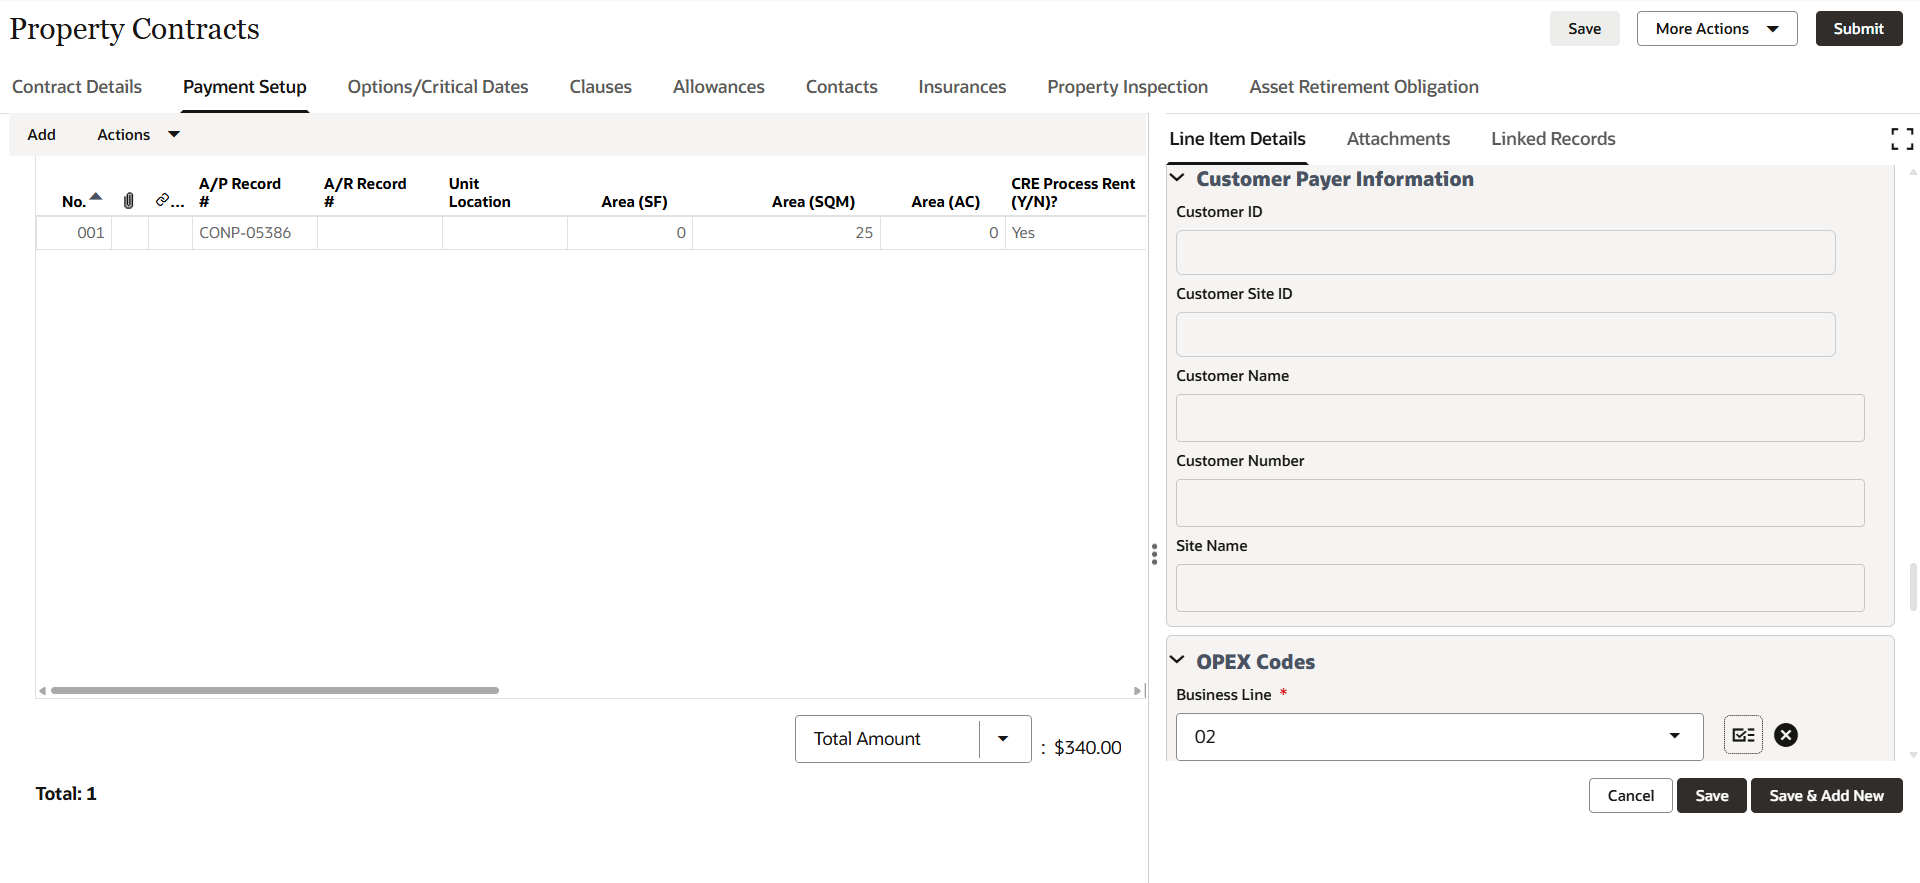 Property Contracts
Save
More Actions
Submit
Contract Details
Payment Setup
Options/Critical Dates
Clauses
Allowances
Contacts
Insurances
Property Inspection
Asset Retirement Obligation
Add
Actions
No.
...
A/P Record
#
A/R Record
#
Unit
Location
Area (SF)
Area (SQM)
Area (AC)
CRE Process Rent
(Y/N)?
001
CONP-05386
0
25
0
Yes
Total Amount
: $340.00
Total: 1
Line Item Details
Attachments
Linked Records
Customer Payer Information
Customer ID
Customer Site ID
Customer Name
Customer Number
Site Name
OPEX Codes
Business Line *
02
Cancel
Save
Save & Add New